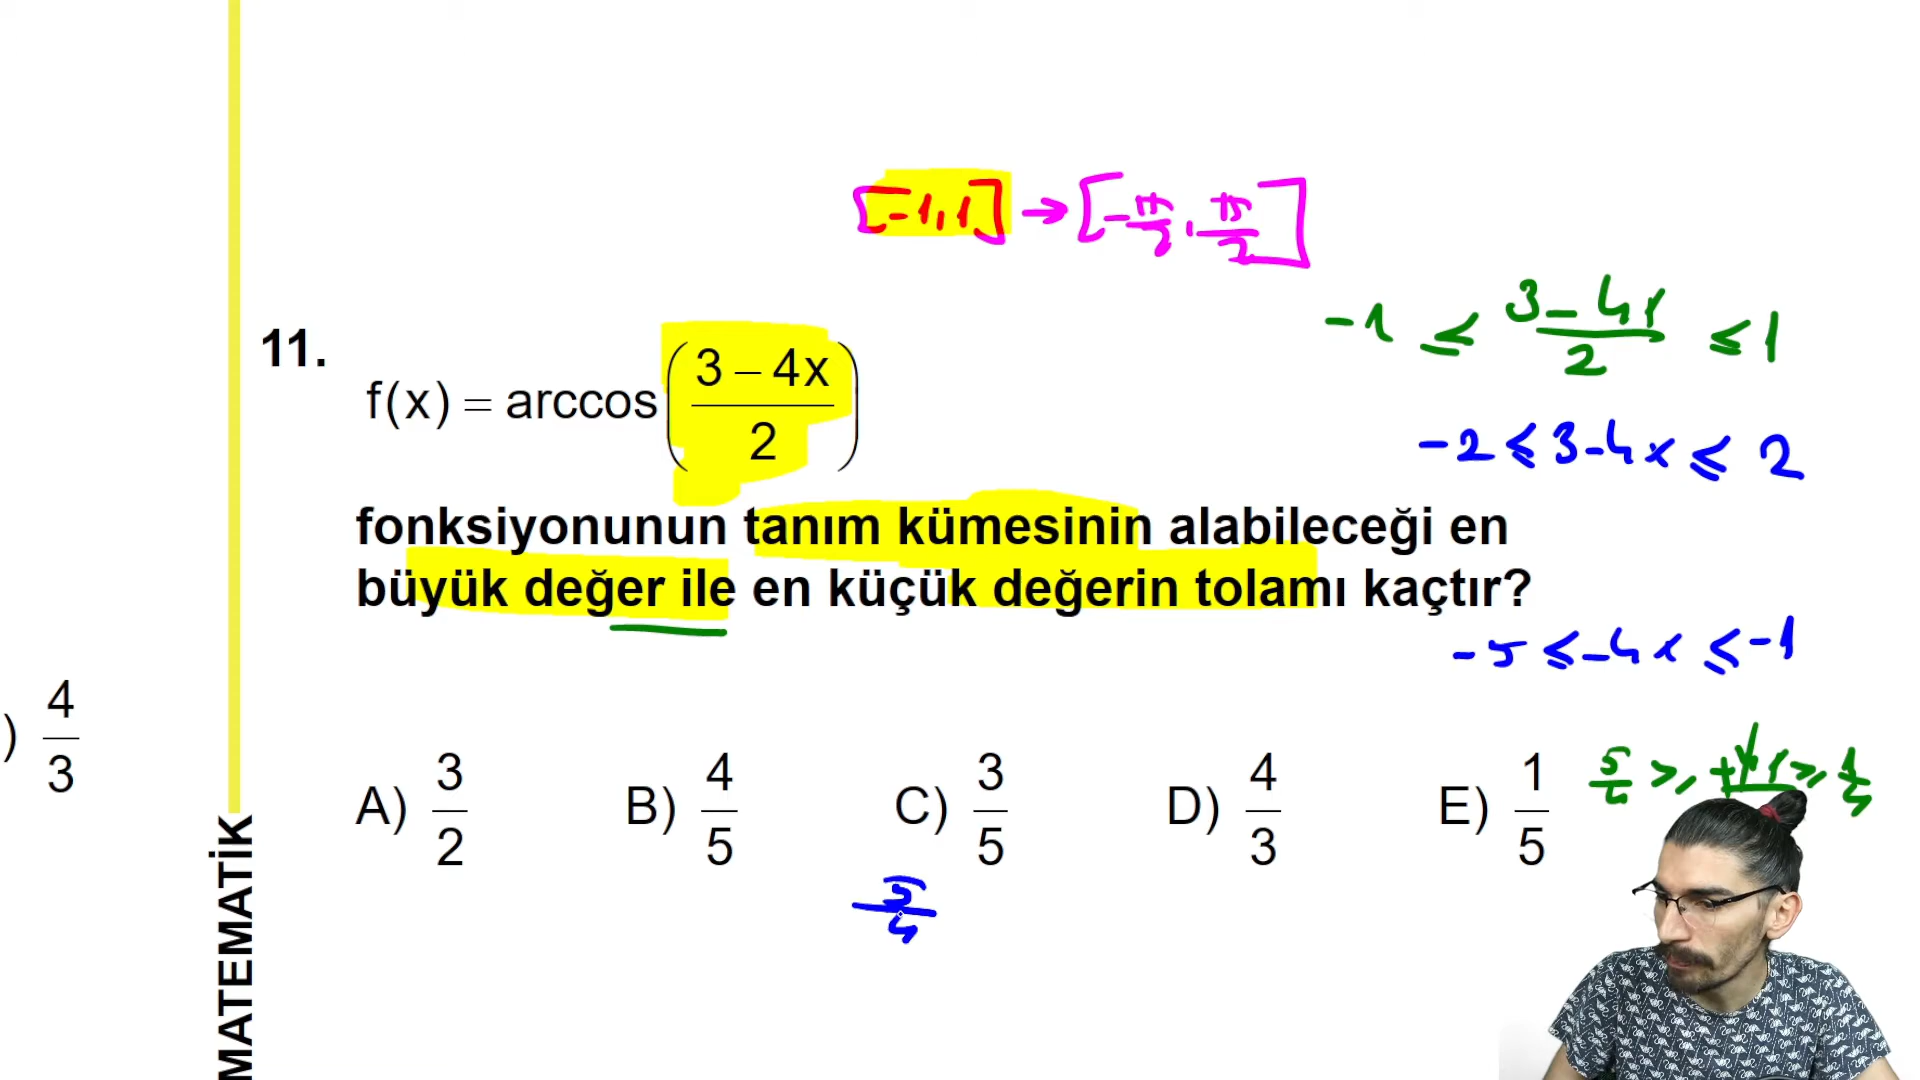 [-1,1] → [-π/2, π/2]
-1 ≤ (3-4x)/2 ≤ 1
11.
f(x) = arccos((3 – 4x)/2)
-2 ≤ 3-4x ≤ 2
fonksiyonunun tanım kümesinin alabileceği en
büyük değer ile en küçük değerin tolamı kaçtır?
-5 ≤ -4x ≤ -1
) 4/3
A) 3/2 B) 4/5 C) 3/5 D) 4/3 E) 1/5
5/4
MATEMATİK